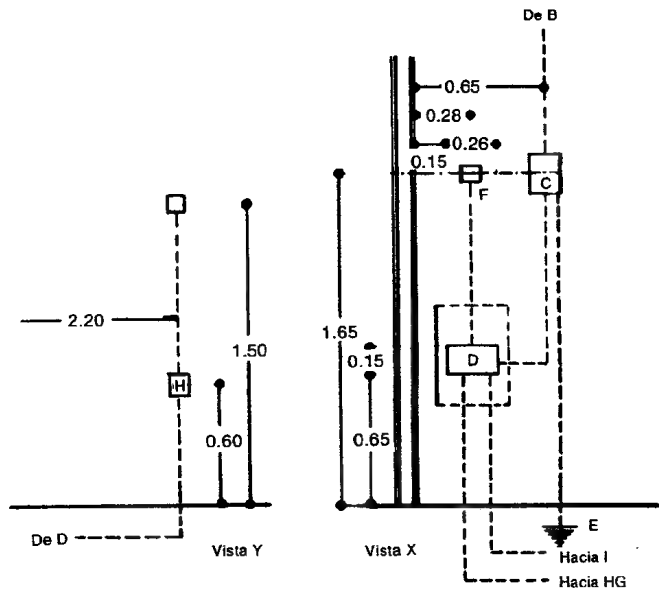 De B
0.65
0.28
0.26
0.15
C
F
2.20
1.65
1.50
0.15
D
H
0.60
0.65
E
De D
Vista Y
Vista X
Hacia I
Hacia HG